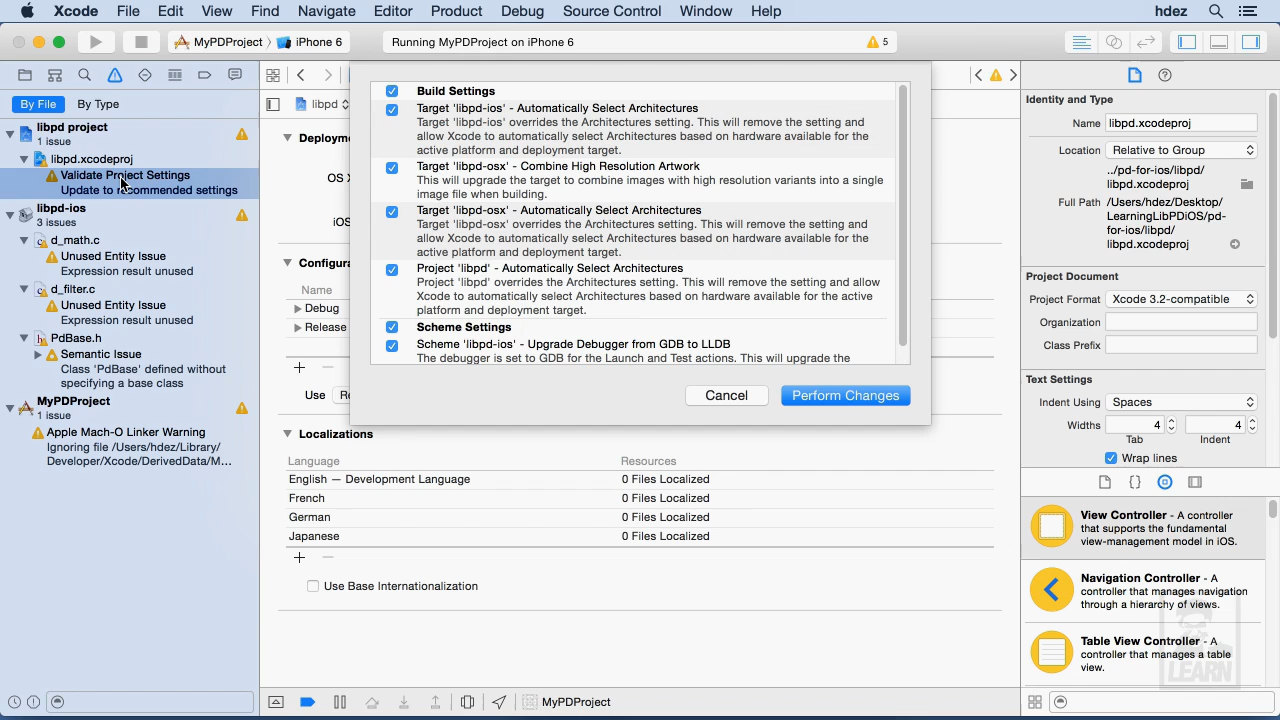 Xcode File Edit View Find Navigate Editor Product Debug Source Control Window Help hdez
MyPDProject iPhone 6 Running MyPDProject on iPhone 6 5
By File By Type
libpd project
1 issue
libpd.xcodeproj
Validate Project Settings
Update to recommended settings
libpd-ios
3 issues
d_math.c
Unused Entity Issue
Expression result unused
d_filter.c
Unused Entity Issue
Expression result unused
PdBase.h
Semantic Issue
Class 'PdBase' defined without
specifying a base class
MyPDProject
1 issue
Apple Mach-O Linker Warning
Ignoring file /Users/hdez/Library/
Developer/Xcode/DerivedData/M...
libpd
Deployme
OS X
iOS
Configura
Name
Debug
Release
Use Re
Build Settings
Target 'libpd-ios' - Automatically Select Architectures
Target 'libpd-ios' overrides the Architectures setting. This will remove the setting and
allow Xcode to automatically select Architectures based on hardware available for the
active platform and deployment target.
Target 'libpd-osx' - Combine High Resolution Artwork
This will upgrade the target to combine images with high resolution variants into a single
image file when building.
Target 'libpd-osx' - Automatically Select Architectures
Target 'libpd-osx' overrides the Architectures setting. This will remove the setting and
allow Xcode to automatically select Architectures based on hardware available for the
active platform and deployment target.
Project 'libpd' - Automatically Select Architectures
Project 'libpd' overrides the Architectures setting. This will remove the setting and allow
Xcode to automatically select Architectures based on hardware available for the active
platform and deployment target.
Scheme Settings
Scheme 'libpd-ios' - Upgrade Debugger from GDB to LLDB
The debugger is set to GDB for the Launch and Test actions. This will upgrade the
Cancel Perform Changes
Localizations
Language Resources
English — Development Language 0 Files Localized
French 0 Files Localized
German 0 Files Localized
Japanese 0 Files Localized
Use Base Internationalization
MyPDProject
Identity and Type
Name libpd.xcodeproj
Location Relative to Group
../pd-for-ios/libpd/
libpd.xcodeproj
Full Path /Users/hdez/Desktop/
LearningLibPDiOS/pd-
for-ios/libpd/
libpd.xcodeproj
Project Document
Project Format Xcode 3.2-compatible
Organization
Class Prefix
Text Settings
Indent Using Spaces
Widths 4 4
Tab Indent
Wrap lines
View Controller - A controller
that supports the fundamental
view-management model in iOS.
Navigation Controller - A
controller that manages navigation
through a hierarchy of views.
Table View Controller - A
controller that manages a table
view.
LEARN